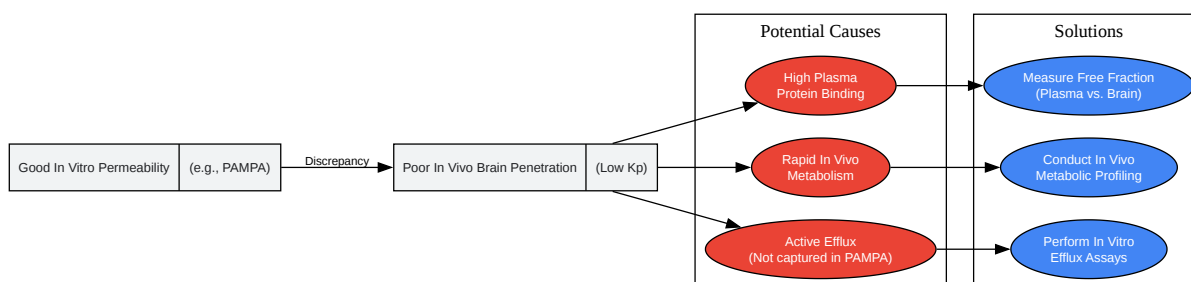 Potential Causes
Solutions
High Plasma
Protein Binding
Measure Free Fraction
(Plasma vs. Brain)
Good In Vitro Permeability
(e.g., PAMPA)
Discrepancy
Poor In Vivo Brain Penetration
(Low Kp)
Rapid In Vivo
Metabolism
Conduct In Vivo
Metabolic Profiling
Active Efflux
(Not captured in PAMPA)
Perform In Vitro
Efflux Assays